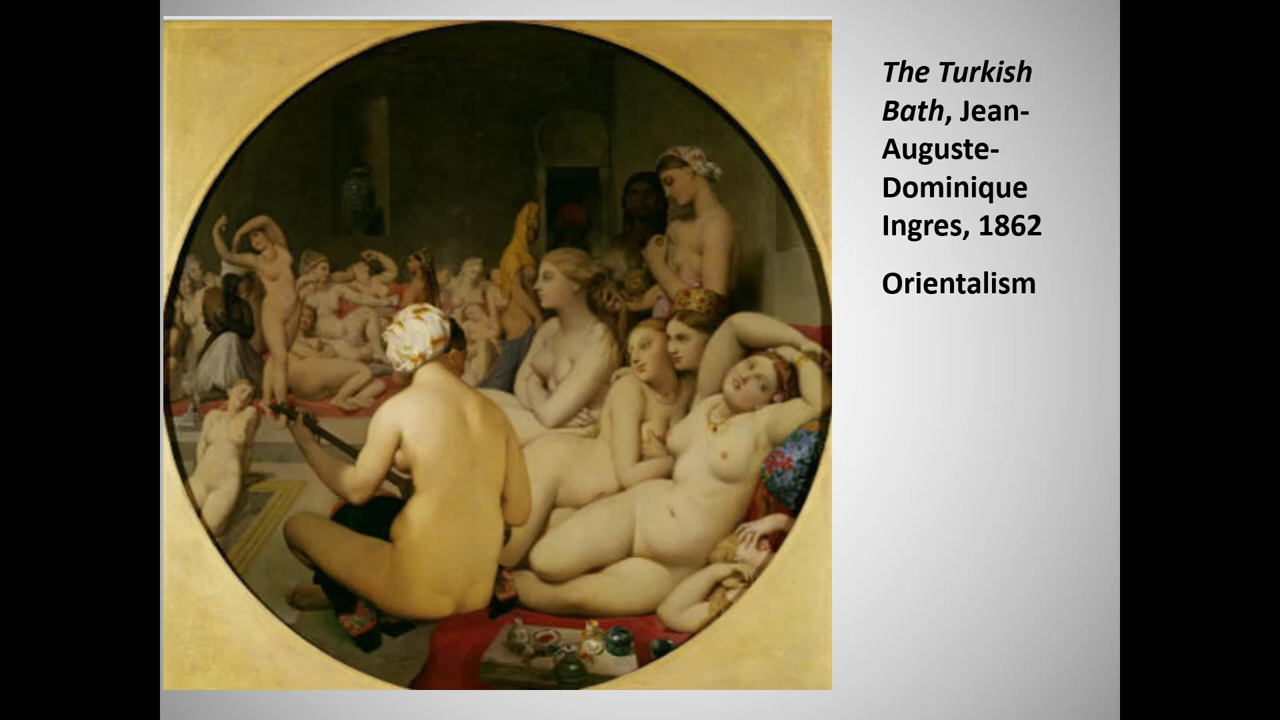 The Turkish
Bath, Jean-
Auguste-
Dominique
Ingres, 1862
Orientalism